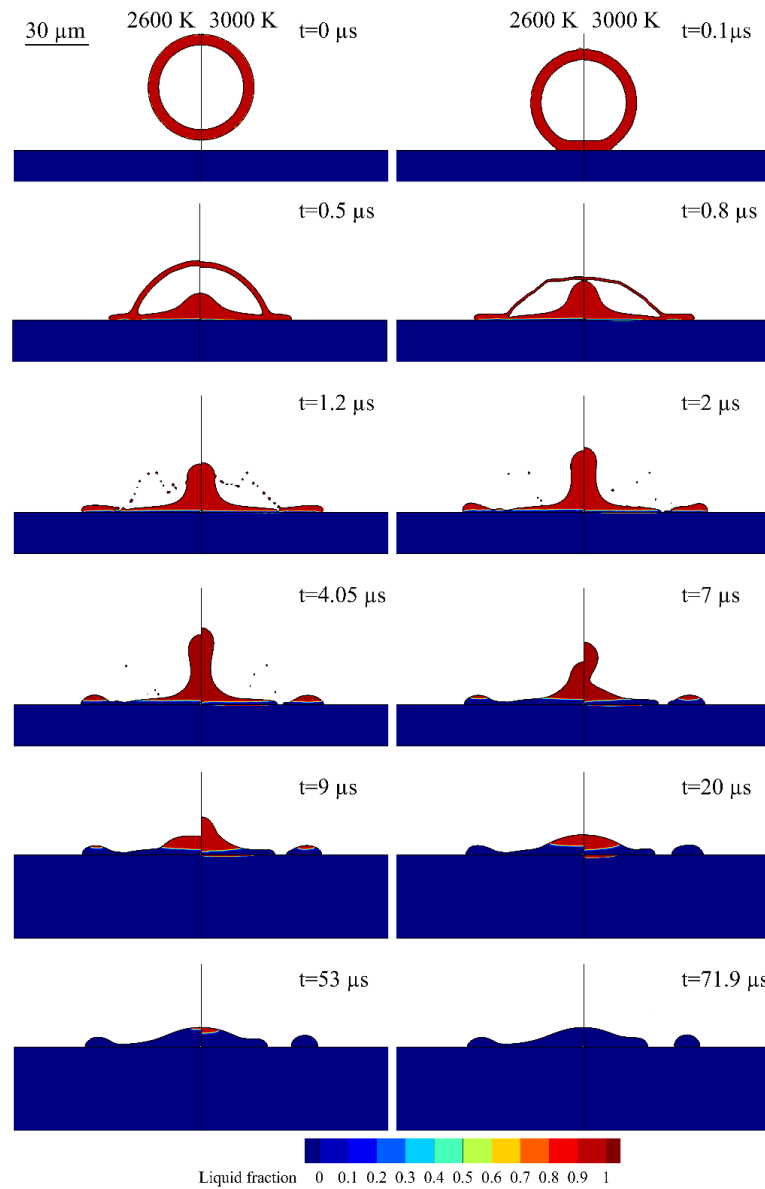 2600 K 3000 K
30 µm
t=0 µs
2600 K 3000 K
t=0.1µs
t=0.5 µs
t=0.8 µs
t=1.2 µs
t=2 µs
t=4.05 µs
t=7 µs
t=9 µs
t=20 µs
t=53 µs
t=71.9 µs
Liquid fraction 0 0.1 0.2 0.3 0.4 0.5 0.6 0.7 0.8 0.9 1